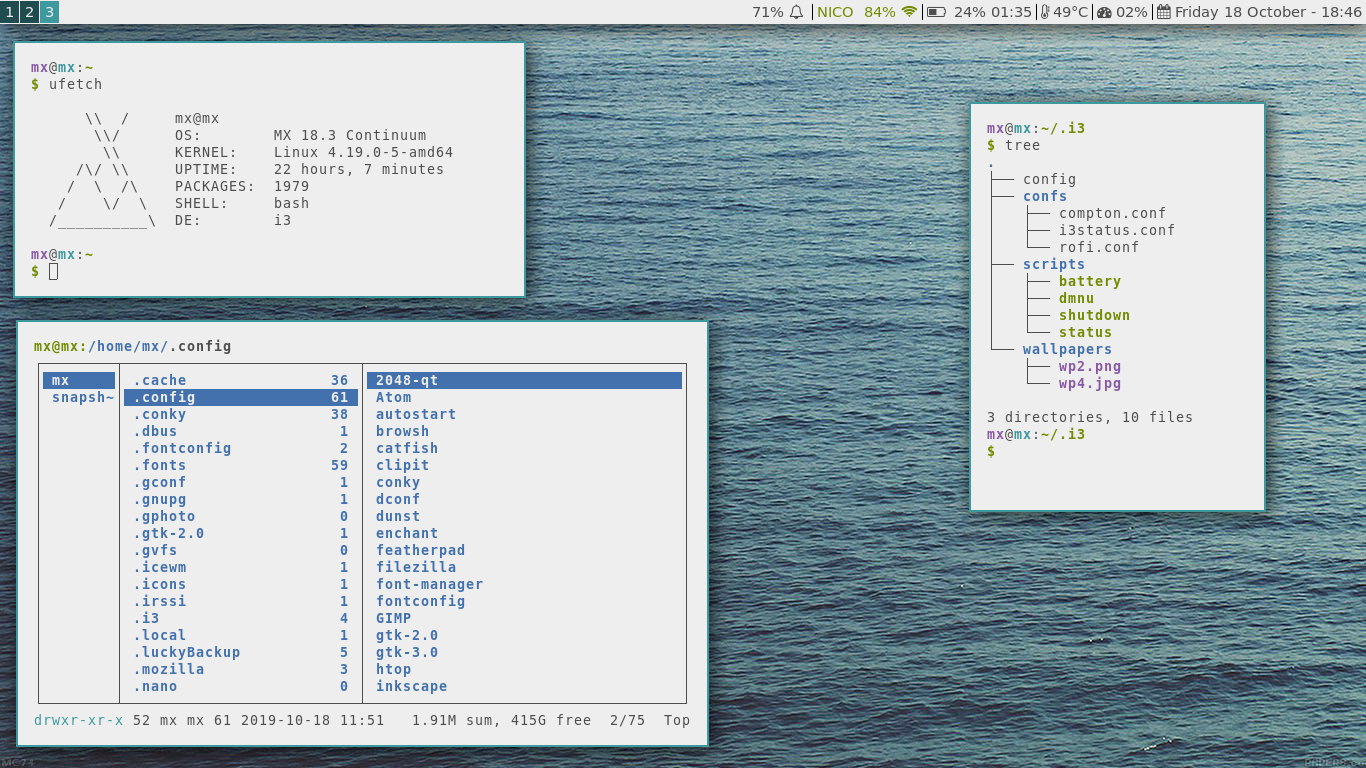 1 2 3 71% NICO 84% 24% 01:35 49°C 02% Friday 18 October - 18:46
mx@mx:~
$ ufetch
\\  /     mx@mx
\\/     OS:        MX 18.3 Continuum
\\     KERNEL:    Linux 4.19.0-5-amd64
/\/ \\     UPTIME:    22 hours, 7 minutes
/  \  /\    PACKAGES:  1979
/    \/  \   SHELL:     bash
/__________\  DE:        i3
mx@mx:~
$
mx@mx:/home/mx/.config
mx .cache 36 2048-qt
snapsh~ .config 61 Atom
.conky 38 autostart
.dbus 1 browsh
.fontconfig 2 catfish
.fonts 59 clipit
.gconf 1 conky
.gnupg 1 dconf
.gphoto 0 dunst
.gtk-2.0 1 enchant
.gvfs 0 featherpad
.icewm 1 filezilla
.icons 1 font-manager
.irssi 1 fontconfig
.i3 4 GIMP
.local 1 gtk-2.0
.luckyBackup 5 gtk-3.0
.mozilla 3 htop
.nano 0 inkscape
drwxr-xr-x 52 mx mx 61 2019-10-18 11:51 1.91M sum, 415G free 2/75 Top
mx@mx:~/.i3
$ tree
.
├── config
├── confs
│   ├── compton.conf
│   ├── i3status.conf
│   └── rofi.conf
├── scripts
│   ├── battery
│   ├── dmnu
│   ├── shutdown
│   └── status
└── wallpapers
├── wp2.png
└── wp4.jpg
3 directories, 10 files
mx@mx:~/.i3
$